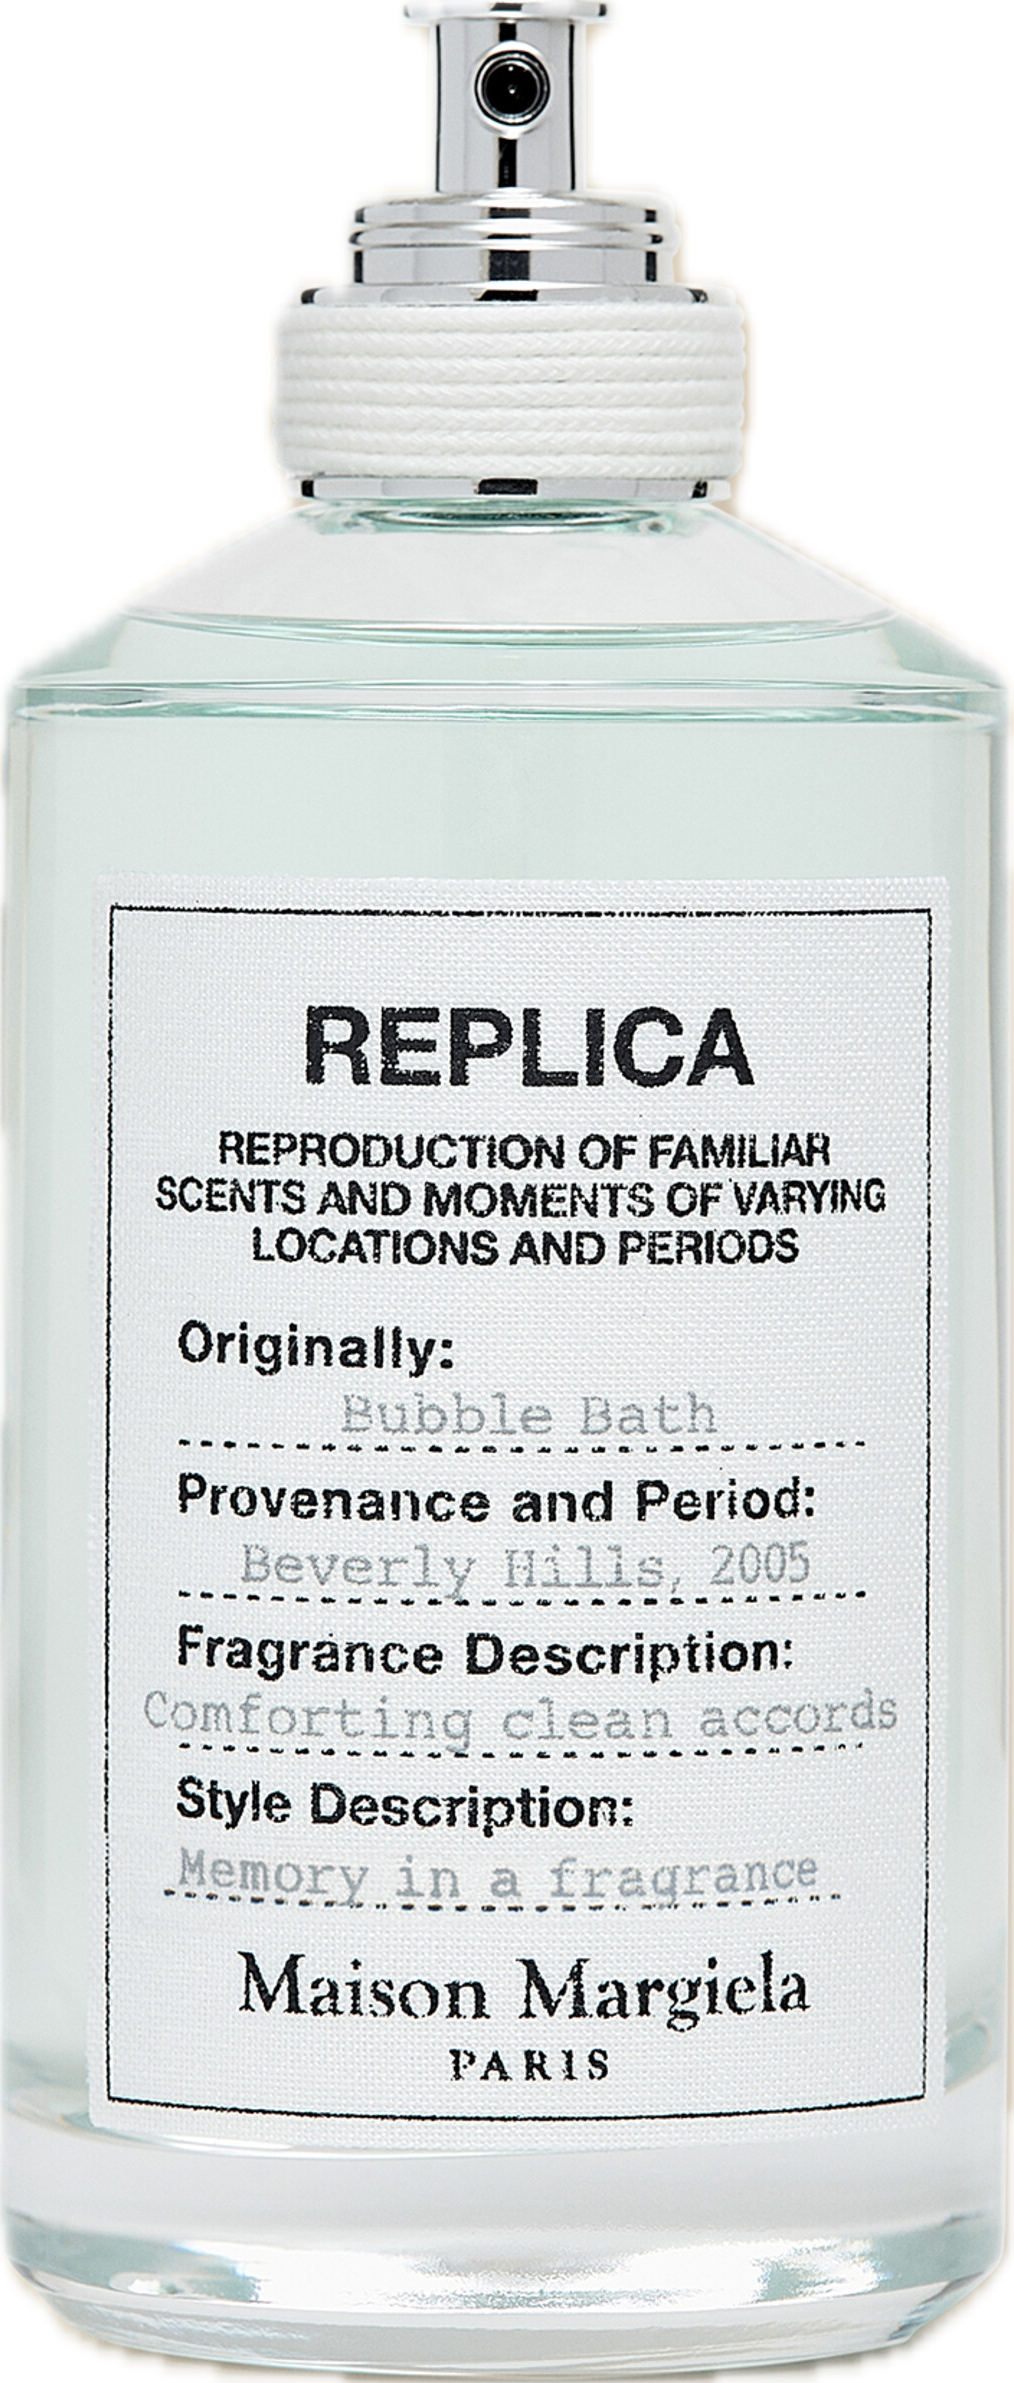 REPLICA
REPRODUCTION OF FAMILIAR
SCENTS AND MOMENTS OF VARYING
LOCATIONS AND PERIODS
Originally:
Bubble Bath
Provenance and Period:
Beverly Hills, 2005
Fragrance Description:
Comforting clean accords
Style Description:
Memory in a fragrance
Maison Margiela
PARIS